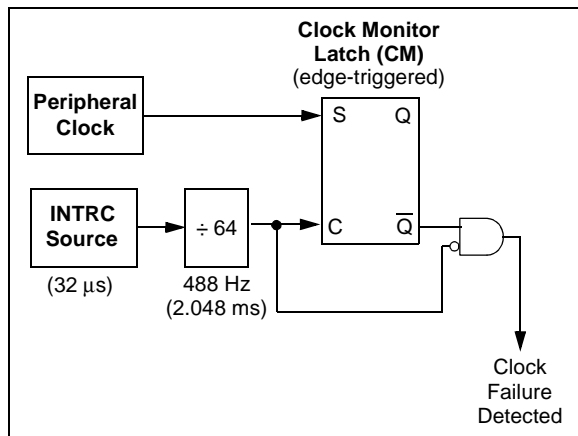 Clock Monitor
Latch (CM)
(edge-triggered)
Peripheral
Clock
S
Q
INTRC
Source
÷ 64
C
Q̅
(32 μs)
488 Hz
(2.048 ms)
Clock
Failure
Detected